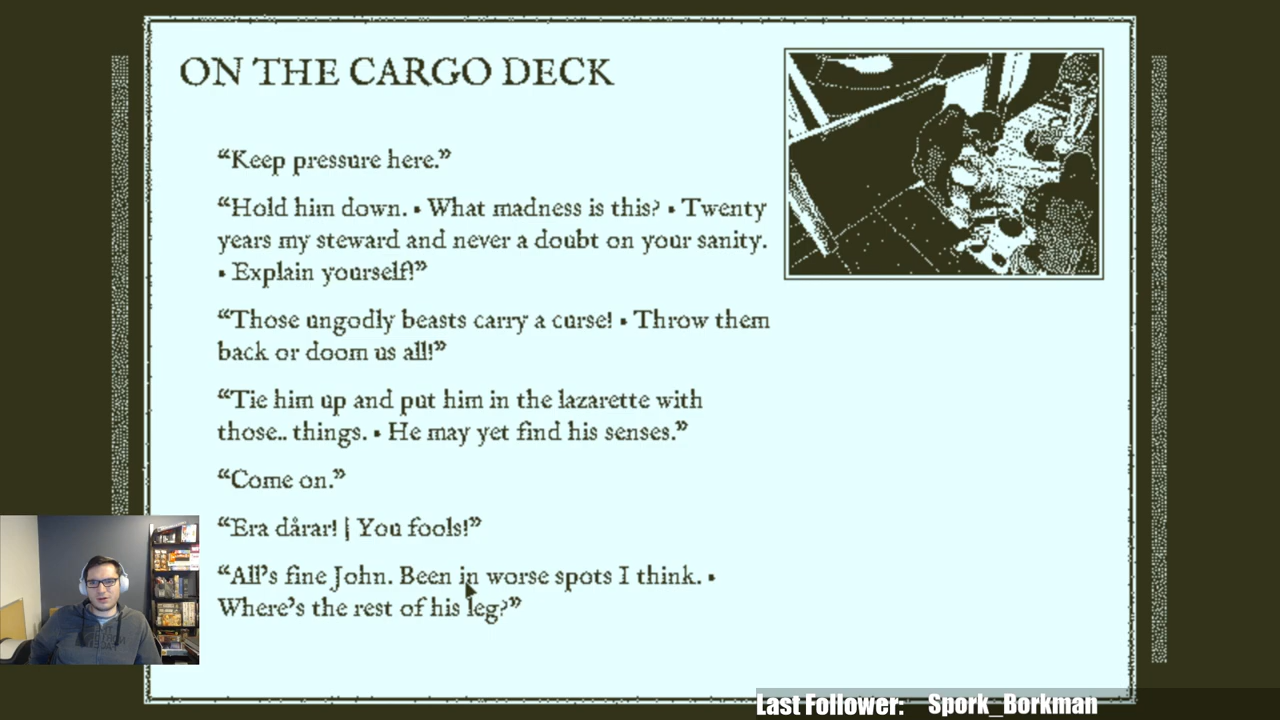 ON THE CARGO DECK
“Keep pressure here.”
“Hold him down. • What madness is this? • Twenty
years my steward and never a doubt on your sanity.
• Explain yourself!”
“Those ungodly beasts carry a curse! • Throw them
back or doom us all!”
“Tie him up and put him in the lazarette with
those.. things. • He may yet find his senses.”
“Come on.”
“Era dårar! | You fools!”
“All’s fine John. Been in worse spots I think. •
Where’s the rest of his leg?”
Last Follower: Spork_Borkman